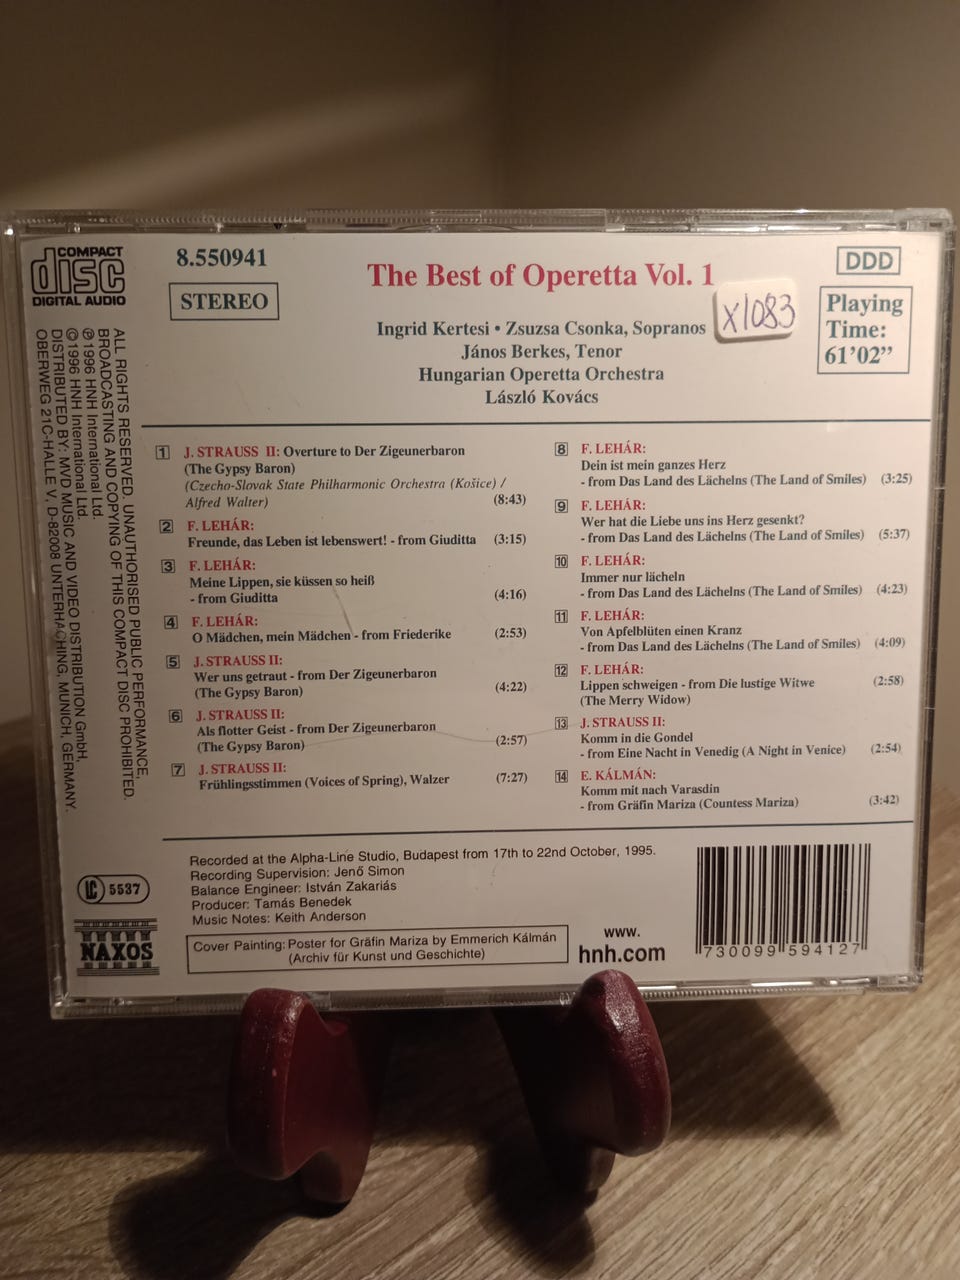 COMPACT
disc
DIGITAL AUDIO
8.550941
STEREO
The Best of Operetta Vol. 1
X1083
DDD
Playing
Time:
61’02”
Ingrid Kertesi • Zsuzsa Csonka, Sopranos
János Berkes, Tenor
Hungarian Operetta Orchestra
László Kovács
1 J. STRAUSS II: Overture to Der Zigeunerbaron
(The Gypsy Baron)
(Czecho-Slovak State Philharmonic Orchestra (Košice) /
Alfred Walter) (8:43)
2 F. LEHÁR:
Freunde, das Leben ist lebenswert! - from Giuditta (3:15)
3 F. LEHÁR:
Meine Lippen, sie küssen so heiß
- from Giuditta (4:16)
4 F. LEHÁR:
O Mädchen, mein Mädchen - from Friederike (2:53)
5 J. STRAUSS II:
Wer uns getraut - from Der Zigeunerbaron
(The Gypsy Baron) (4:22)
6 J. STRAUSS II:
Als flotter Geist - from Der Zigeunerbaron
(The Gypsy Baron) (2:57)
7 J. STRAUSS II:
Frühlingsstimmen (Voices of Spring), Walzer (7:27)
8 F. LEHÁR:
Dein ist mein ganzes Herz
- from Das Land des Lächelns (The Land of Smiles) (3:25)
9 F. LEHÁR:
Wer hat die Liebe uns ins Herz gesenkt?
- from Das Land des Lächelns (The Land of Smiles) (5:37)
10 F. LEHÁR:
Immer nur lächeln
- from Das Land des Lächelns (The Land of Smiles) (4:23)
11 F. LEHÁR:
Von Apfelblüten einen Kranz
- from Das Land des Lächelns (The Land of Smiles) (4:09)
12 F. LEHÁR:
Lippen schweigen - from Die lustige Witwe (2:58)
(The Merry Widow)
13 J. STRAUSS II:
Komm in die Gondel
- from Eine Nacht in Venedig (A Night in Venice) (2:54)
14 E. KÁLMÁN:
Komm mit nach Varasdin
- from Gräfin Mariza (Countess Mariza) (3:42)
ALL RIGHTS RESERVED. UNAUTHORISED PUBLIC PERFORMANCE,
BROADCASTING AND COPYING OF THIS COMPACT DISC PROHIBITED.
℗ 1996 HNH International Ltd.
© 1996 HNH International Ltd.
DISTRIBUTED BY: MVD MUSIC AND VIDEO DISTRIBUTION GmbH,
OBERWEG 21C-HALLE V, D-82008 UNTERHACHING, MUNICH, GERMANY.
LC 5537
NAXOS
Recorded at the Alpha-Line Studio, Budapest from 17th to 22nd October, 1995.
Recording Supervision: Jenő Simon
Balance Engineer: István Zakariás
Producer: Tamás Benedek
Music Notes: Keith Anderson
Cover Painting: Poster for Gräfin Mariza by Emmerich Kálmán
(Archiv für Kunst und Geschichte)
www.
hnh.com
730099 594127